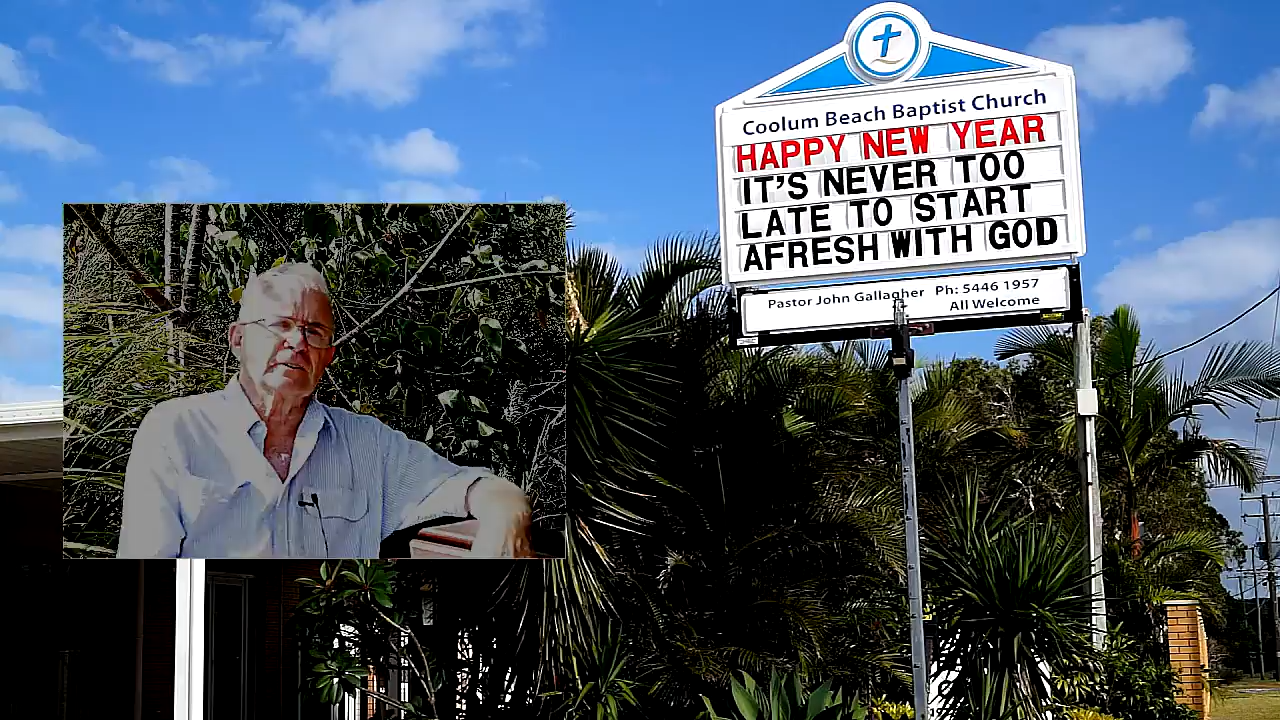 Coolum Beach Baptist Church
HAPPY NEW YEAR
IT'S NEVER TOO
LATE TO START
AFRESH WITH GOD
Pastor John Gallagher Ph: 5446 1957
All Welcome